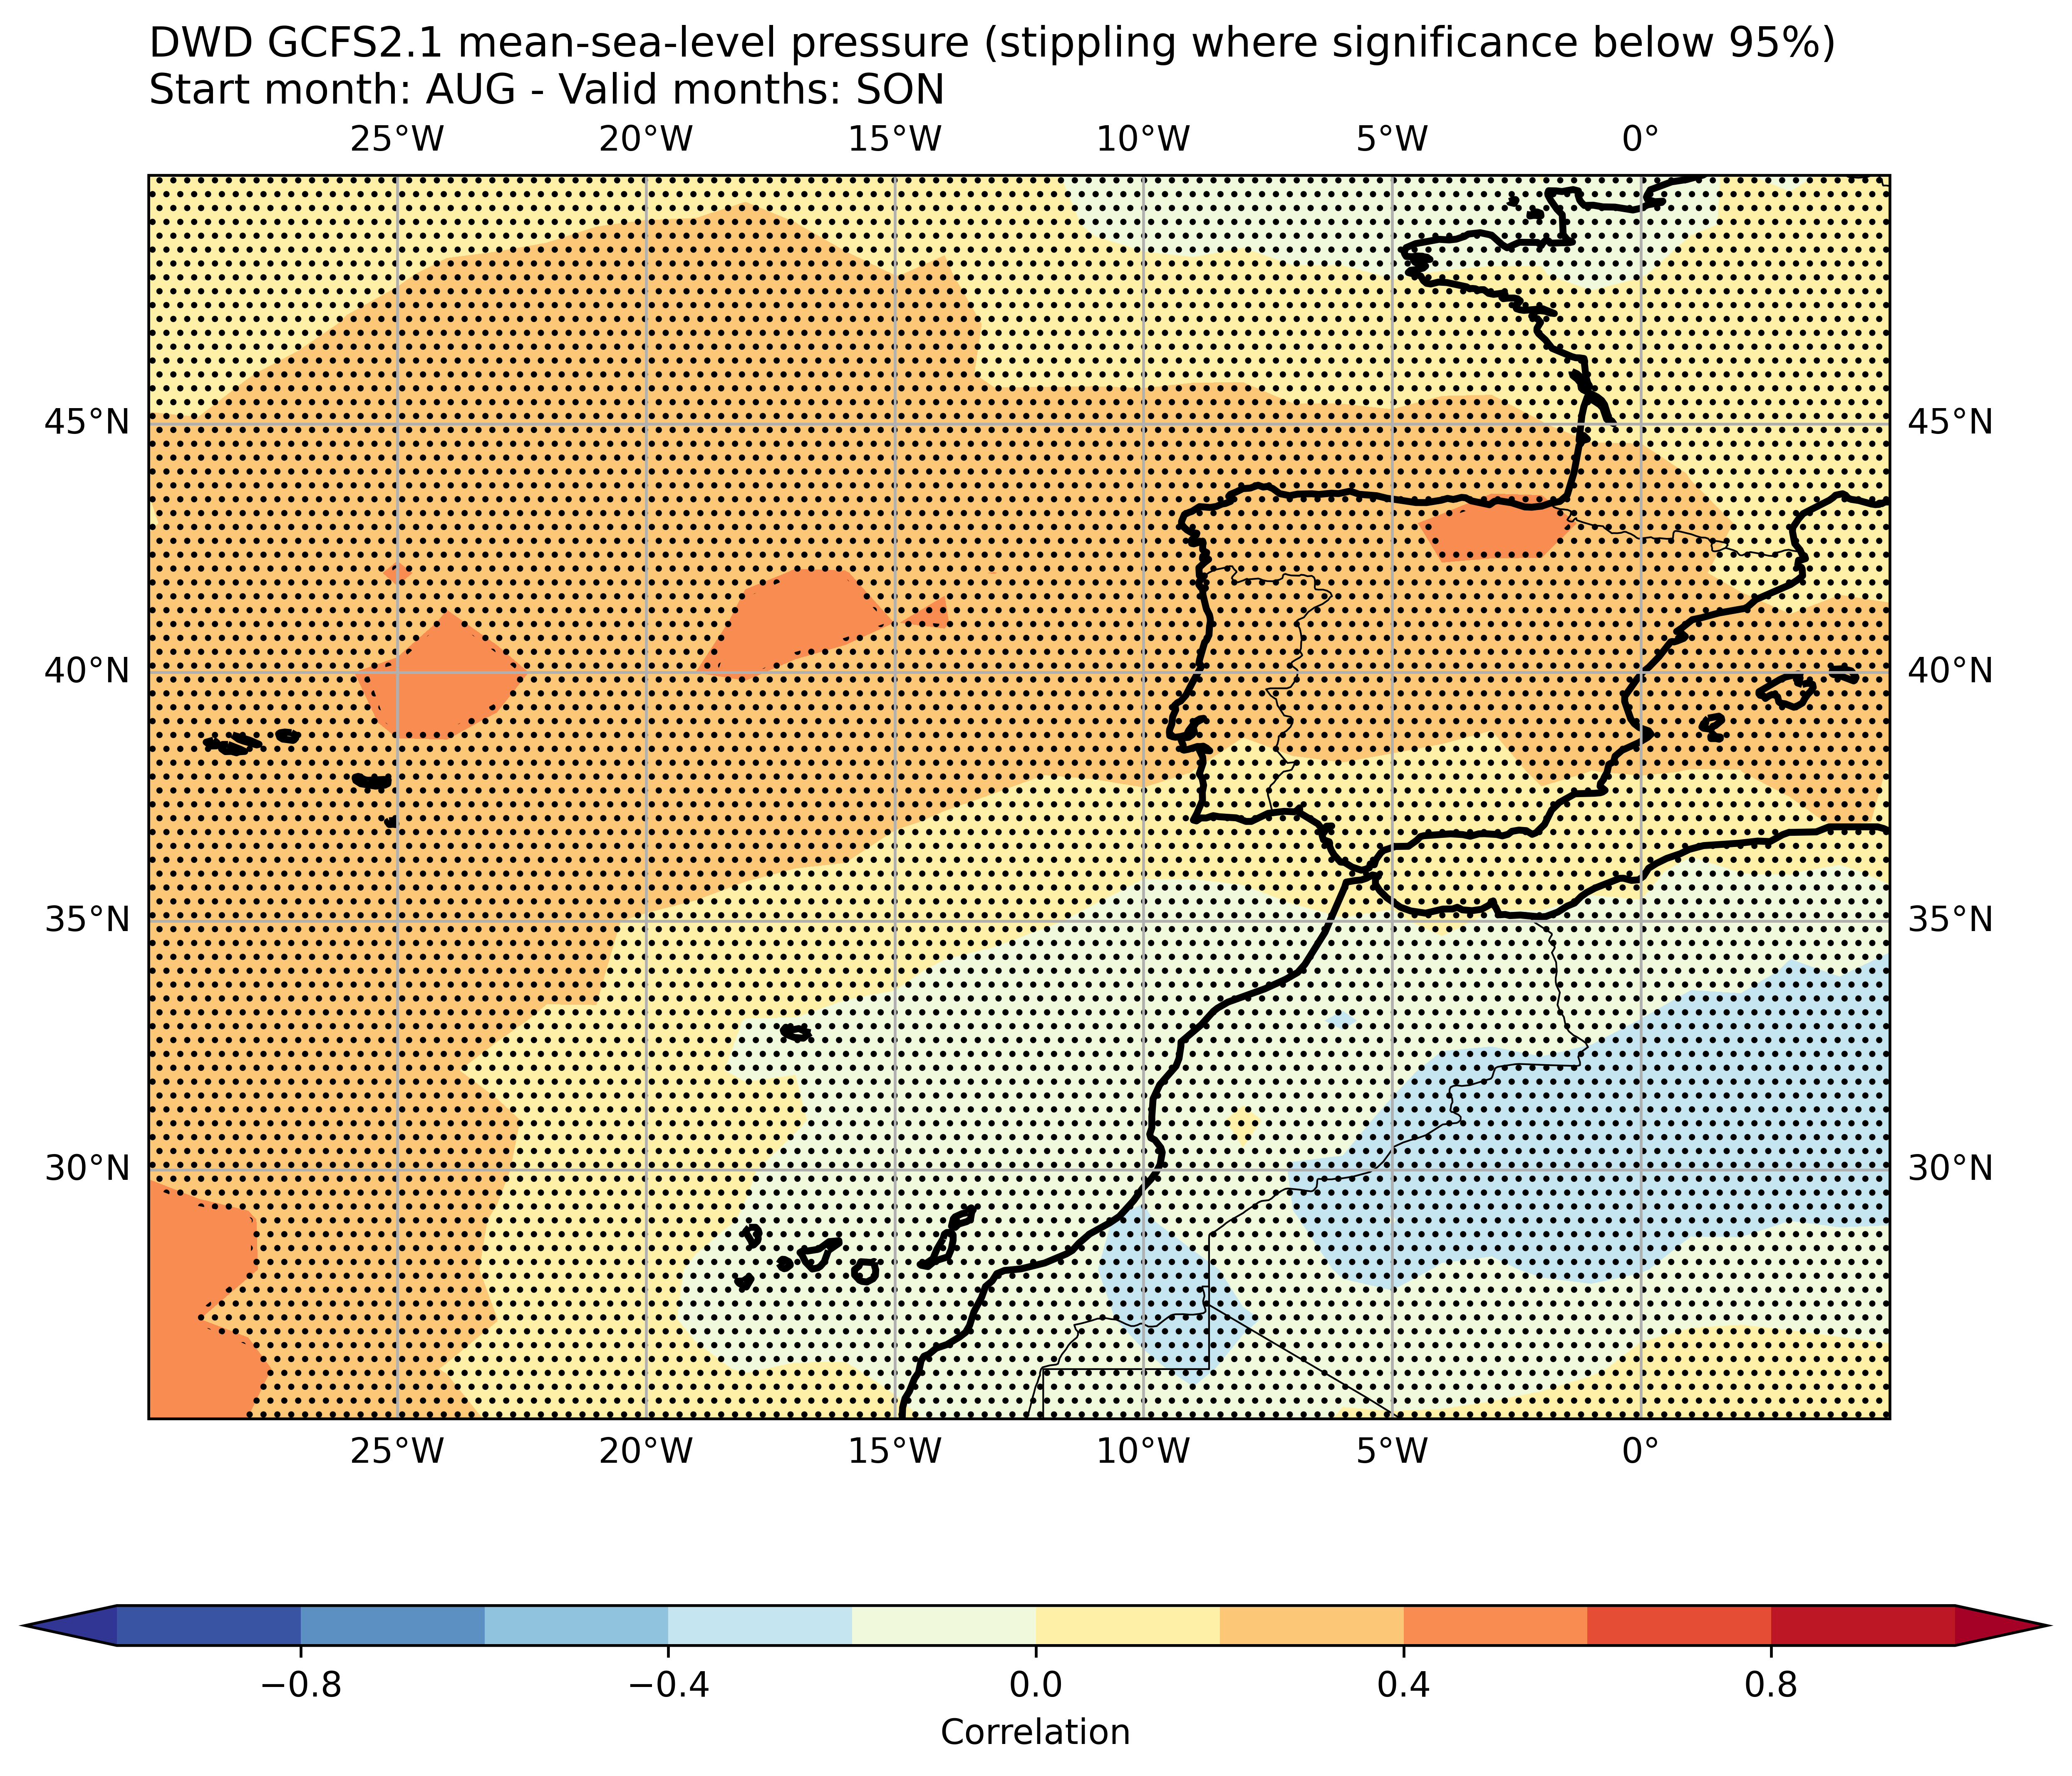 DWD GCFS2.1 mean-sea-level pressure (stippling where significance below 95%)
Start month: AUG - Valid months: SON
25°W 20°W 15°W 10°W 5°W 0°
45°N 45°N
40°N 40°N
35°N 35°N
30°N 30°N
25°W 20°W 15°W 10°W 5°W 0°
−0.8 −0.4 0.0 0.4 0.8
Correlation